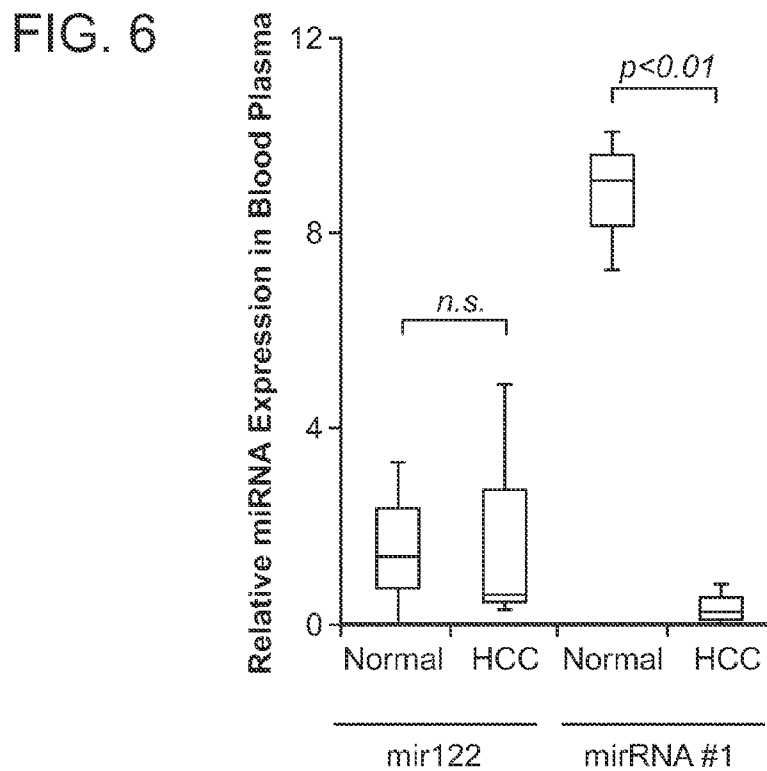 FIG. 6
Relative miRNA Expression in Blood Plasma
12
8
4
0
p<0.01
n.s.
Normal HCC Normal HCC
mir122 mirRNA #1